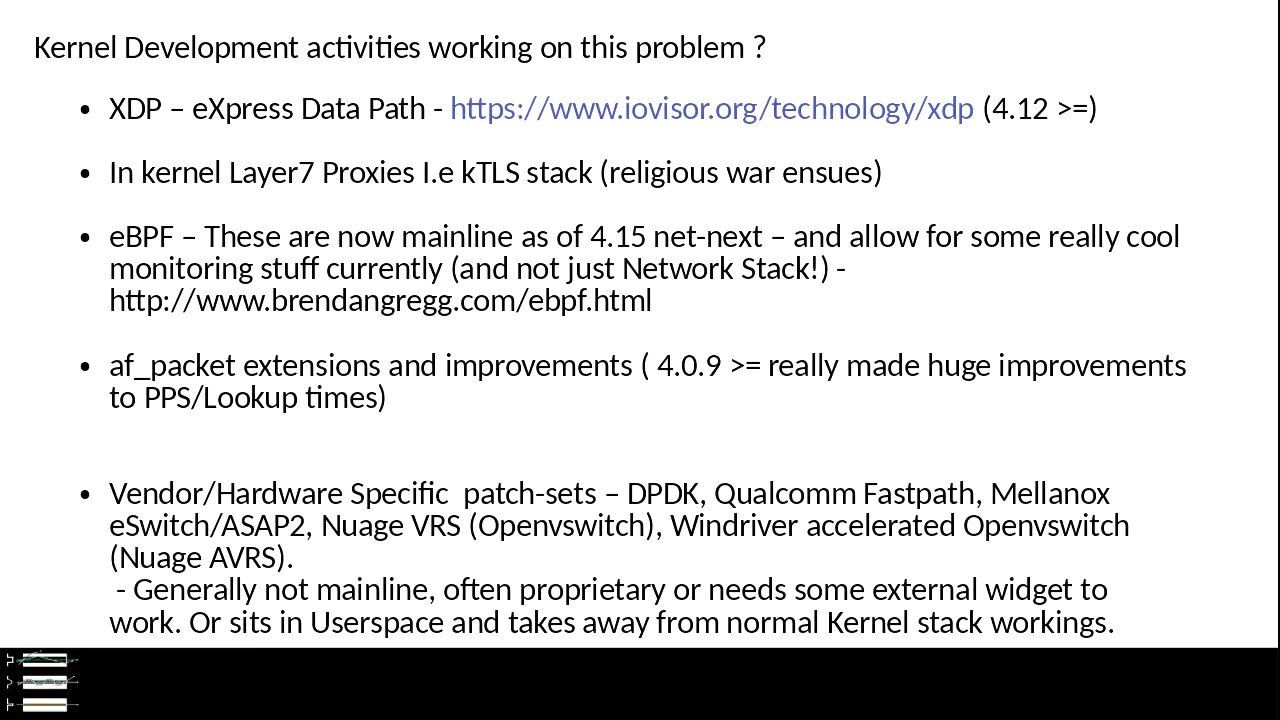 Kernel Development activities working on this problem ?
• XDP – eXpress Data Path - https://www.iovisor.org/technology/xdp (4.12 >=)
• In kernel Layer7 Proxies I.e kTLS stack (religious war ensues)
• eBPF – These are now mainline as of 4.15 net-next – and allow for some really cool
monitoring stuff currently (and not just Network Stack!) -
http://www.brendangregg.com/ebpf.html
• af_packet extensions and improvements ( 4.0.9 >= really made huge improvements
to PPS/Lookup times)
• Vendor/Hardware Specific  patch-sets – DPDK, Qualcomm Fastpath, Mellanox
eSwitch/ASAP2, Nuage VRS (Openvswitch), Windriver accelerated Openvswitch
(Nuage AVRS).
- Generally not mainline, often proprietary or needs some external widget to
work. Or sits in Userspace and takes away from normal Kernel stack workings.